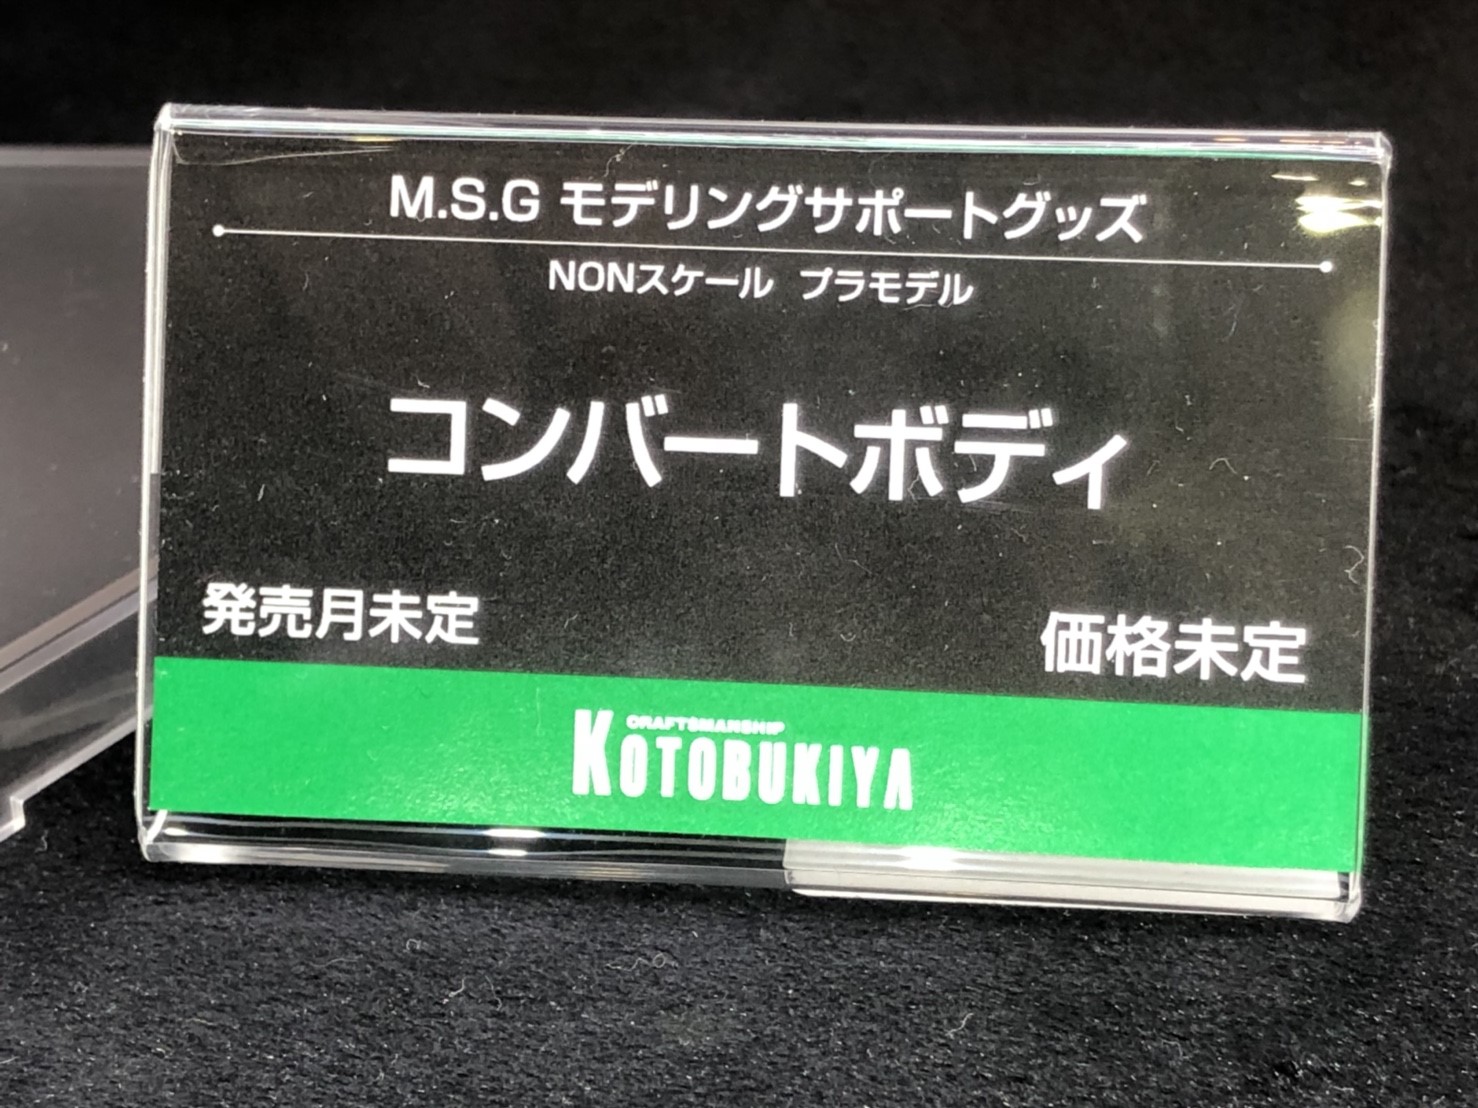 M.S.G モデリングサポートグッズ
NONスケール プラモデル
コンバートボディ
発売月未定
価格未定
CRAFTSMANSHIP
KOTOBUKIYA